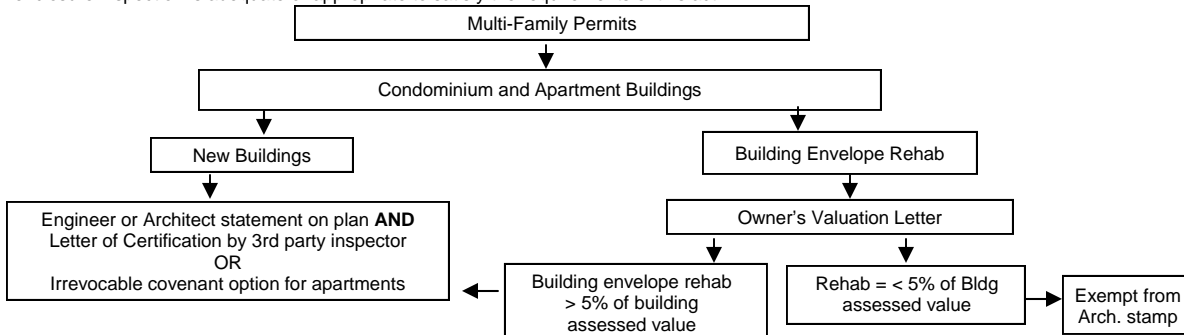 Multi-Family Permits
Condominium and Apartment Buildings
New Buildings
Building Envelope Rehab
Engineer or Architect statement on plan AND
Letter of Certification by 3rd party inspector
OR
Irrevocable covenant option for apartments
Owner's Valuation Letter
Building envelope rehab
> 5% of building
assessed value
Rehab = < 5% of Bldg
assessed value
Exempt from
Arch. stamp